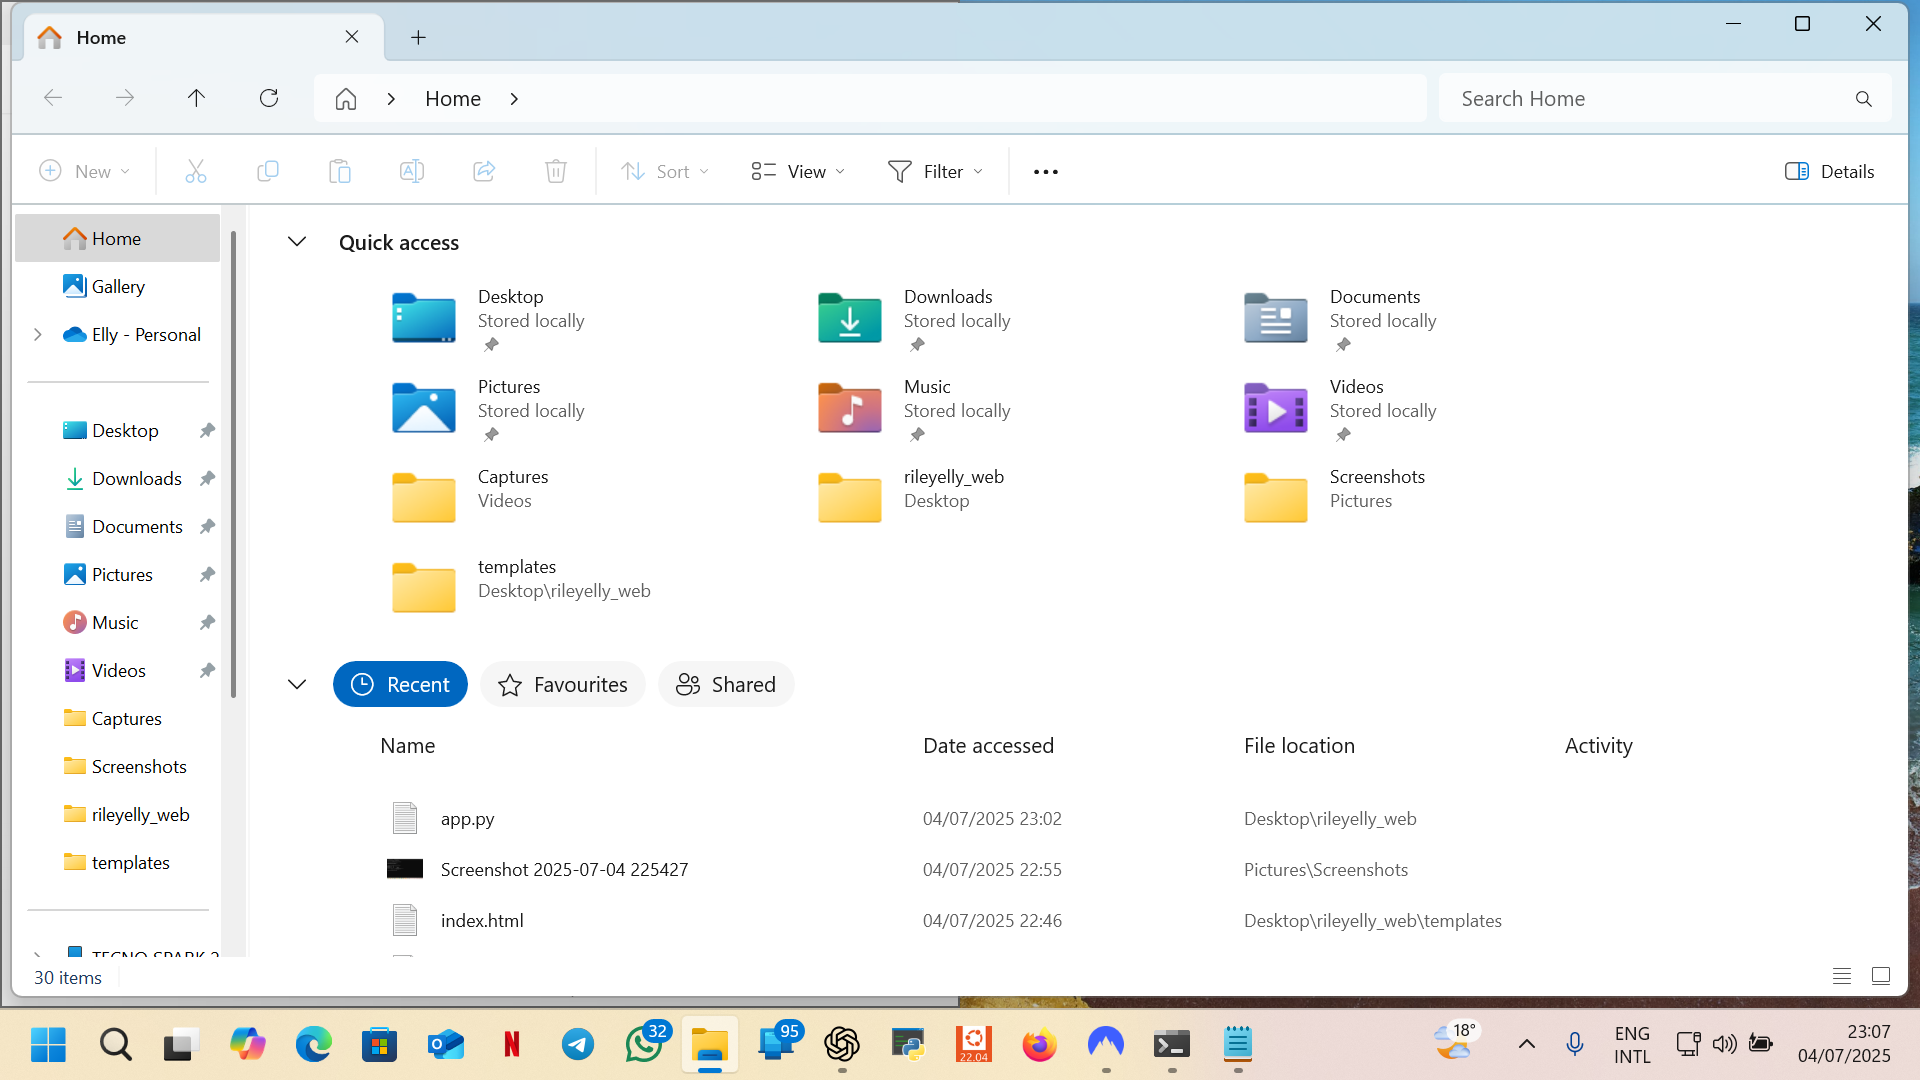 Home
Home
Search Home
New
Sort
View
Filter
Details
Home
Gallery
Elly - Personal
Desktop
Downloads
Documents
Pictures
Music
Videos
Captures
Screenshots
rileyelly_web
templates
TECNO SPARK 2
Quick access
Desktop
Stored locally
Downloads
Stored locally
Documents
Stored locally
Pictures
Stored locally
Music
Stored locally
Videos
Stored locally
Captures
Videos
rileyelly_web
Desktop
Screenshots
Pictures
templates
Desktop\rileyelly_web
Recent
Favourites
Shared
Name Date accessed File location Activity
app.py 04/07/2025 23:02 Desktop\rileyelly_web
Screenshot 2025-07-04 225427 04/07/2025 22:55 Pictures\Screenshots
index.html 04/07/2025 22:46 Desktop\rileyelly_web\templates
30 items
32
95
22.04
18°
ENG
INTL
23:07
04/07/2025